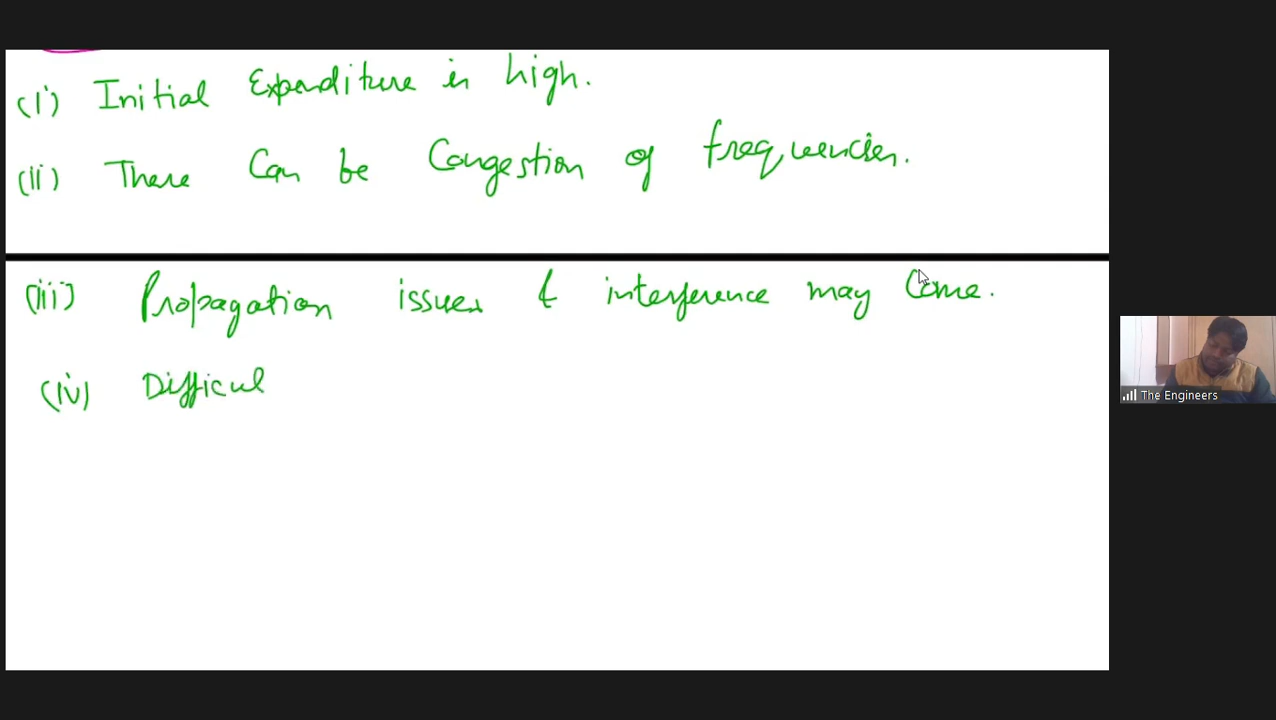 (i) Initial Expenditure is high.
(ii) There Can be Congestion of frequencies.
(iii) Propagation issues & interference may Come.
(iv) Difficul
The Engineers